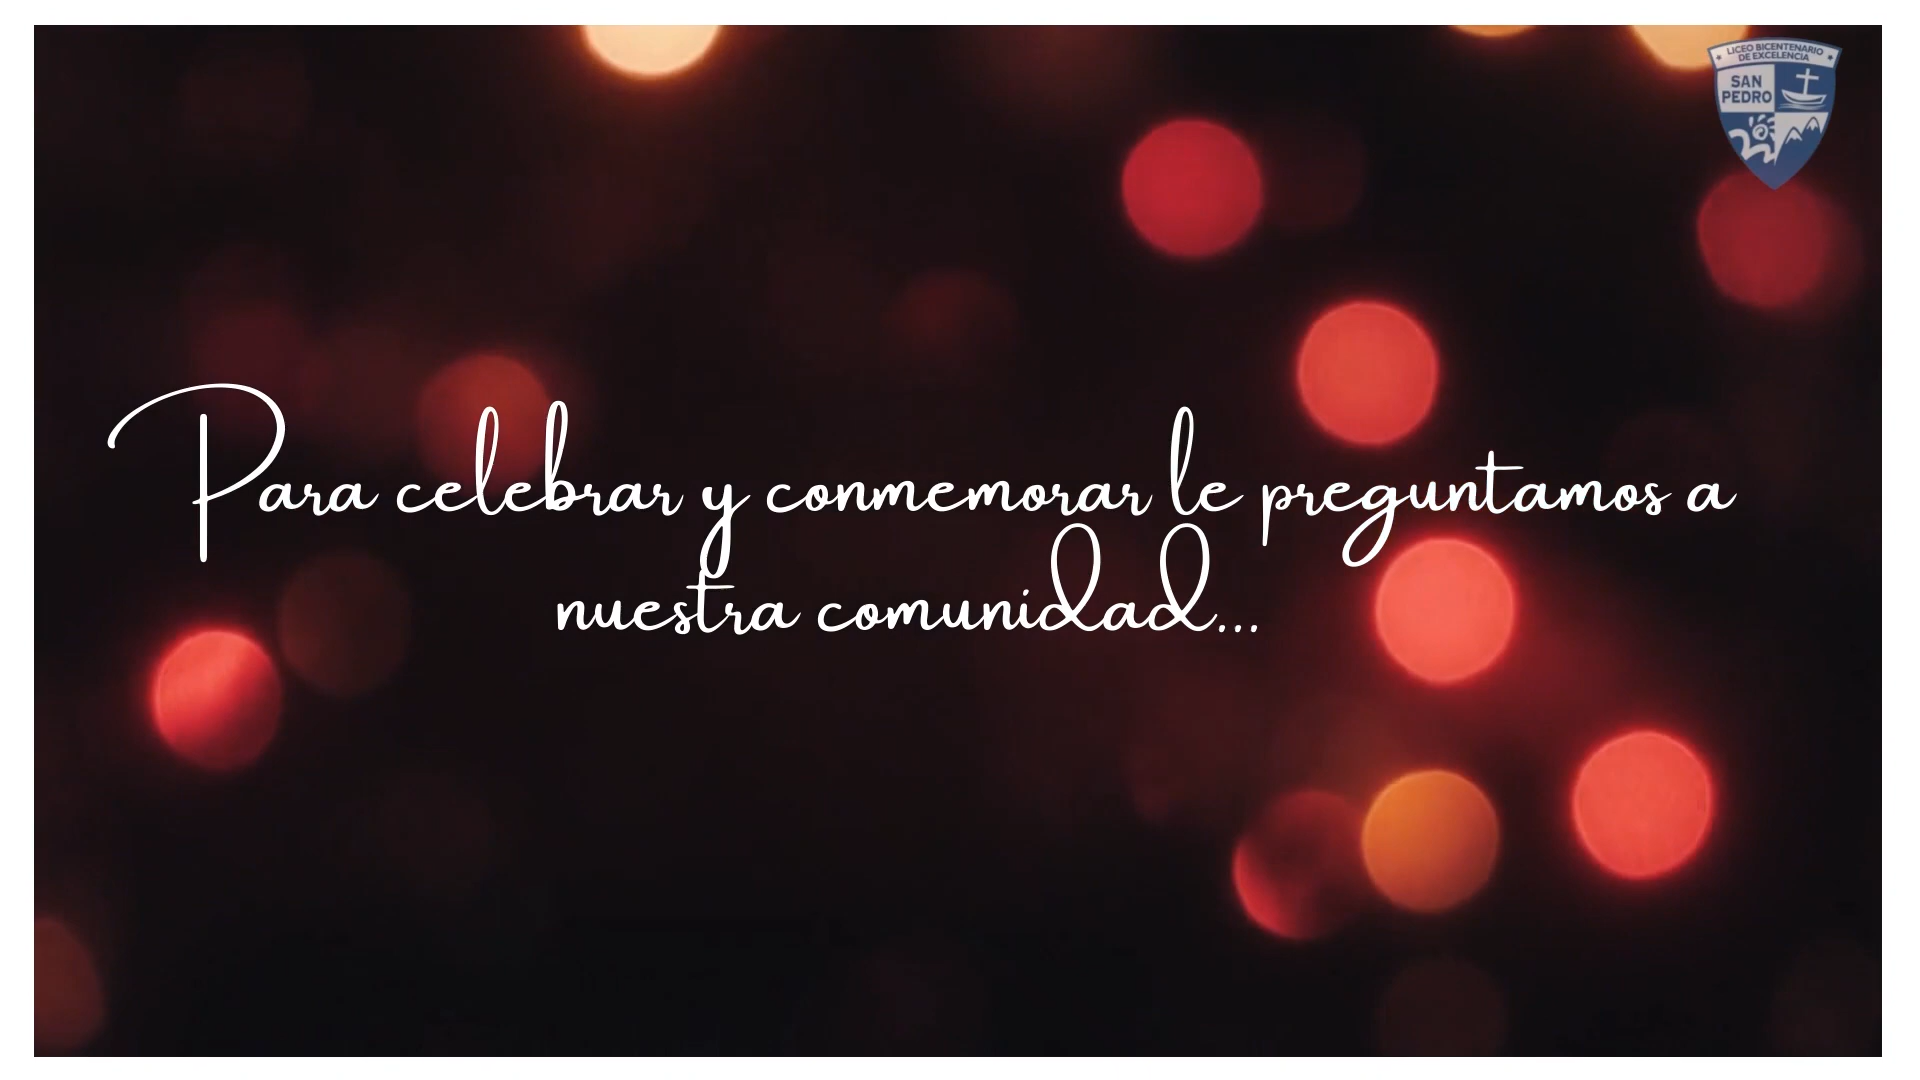 LICEO BICENTENARIO
DE EXCELENCIA
SAN
PEDRO
Para celebrar y conmemorar le preguntamos a
nuestra comunidad...